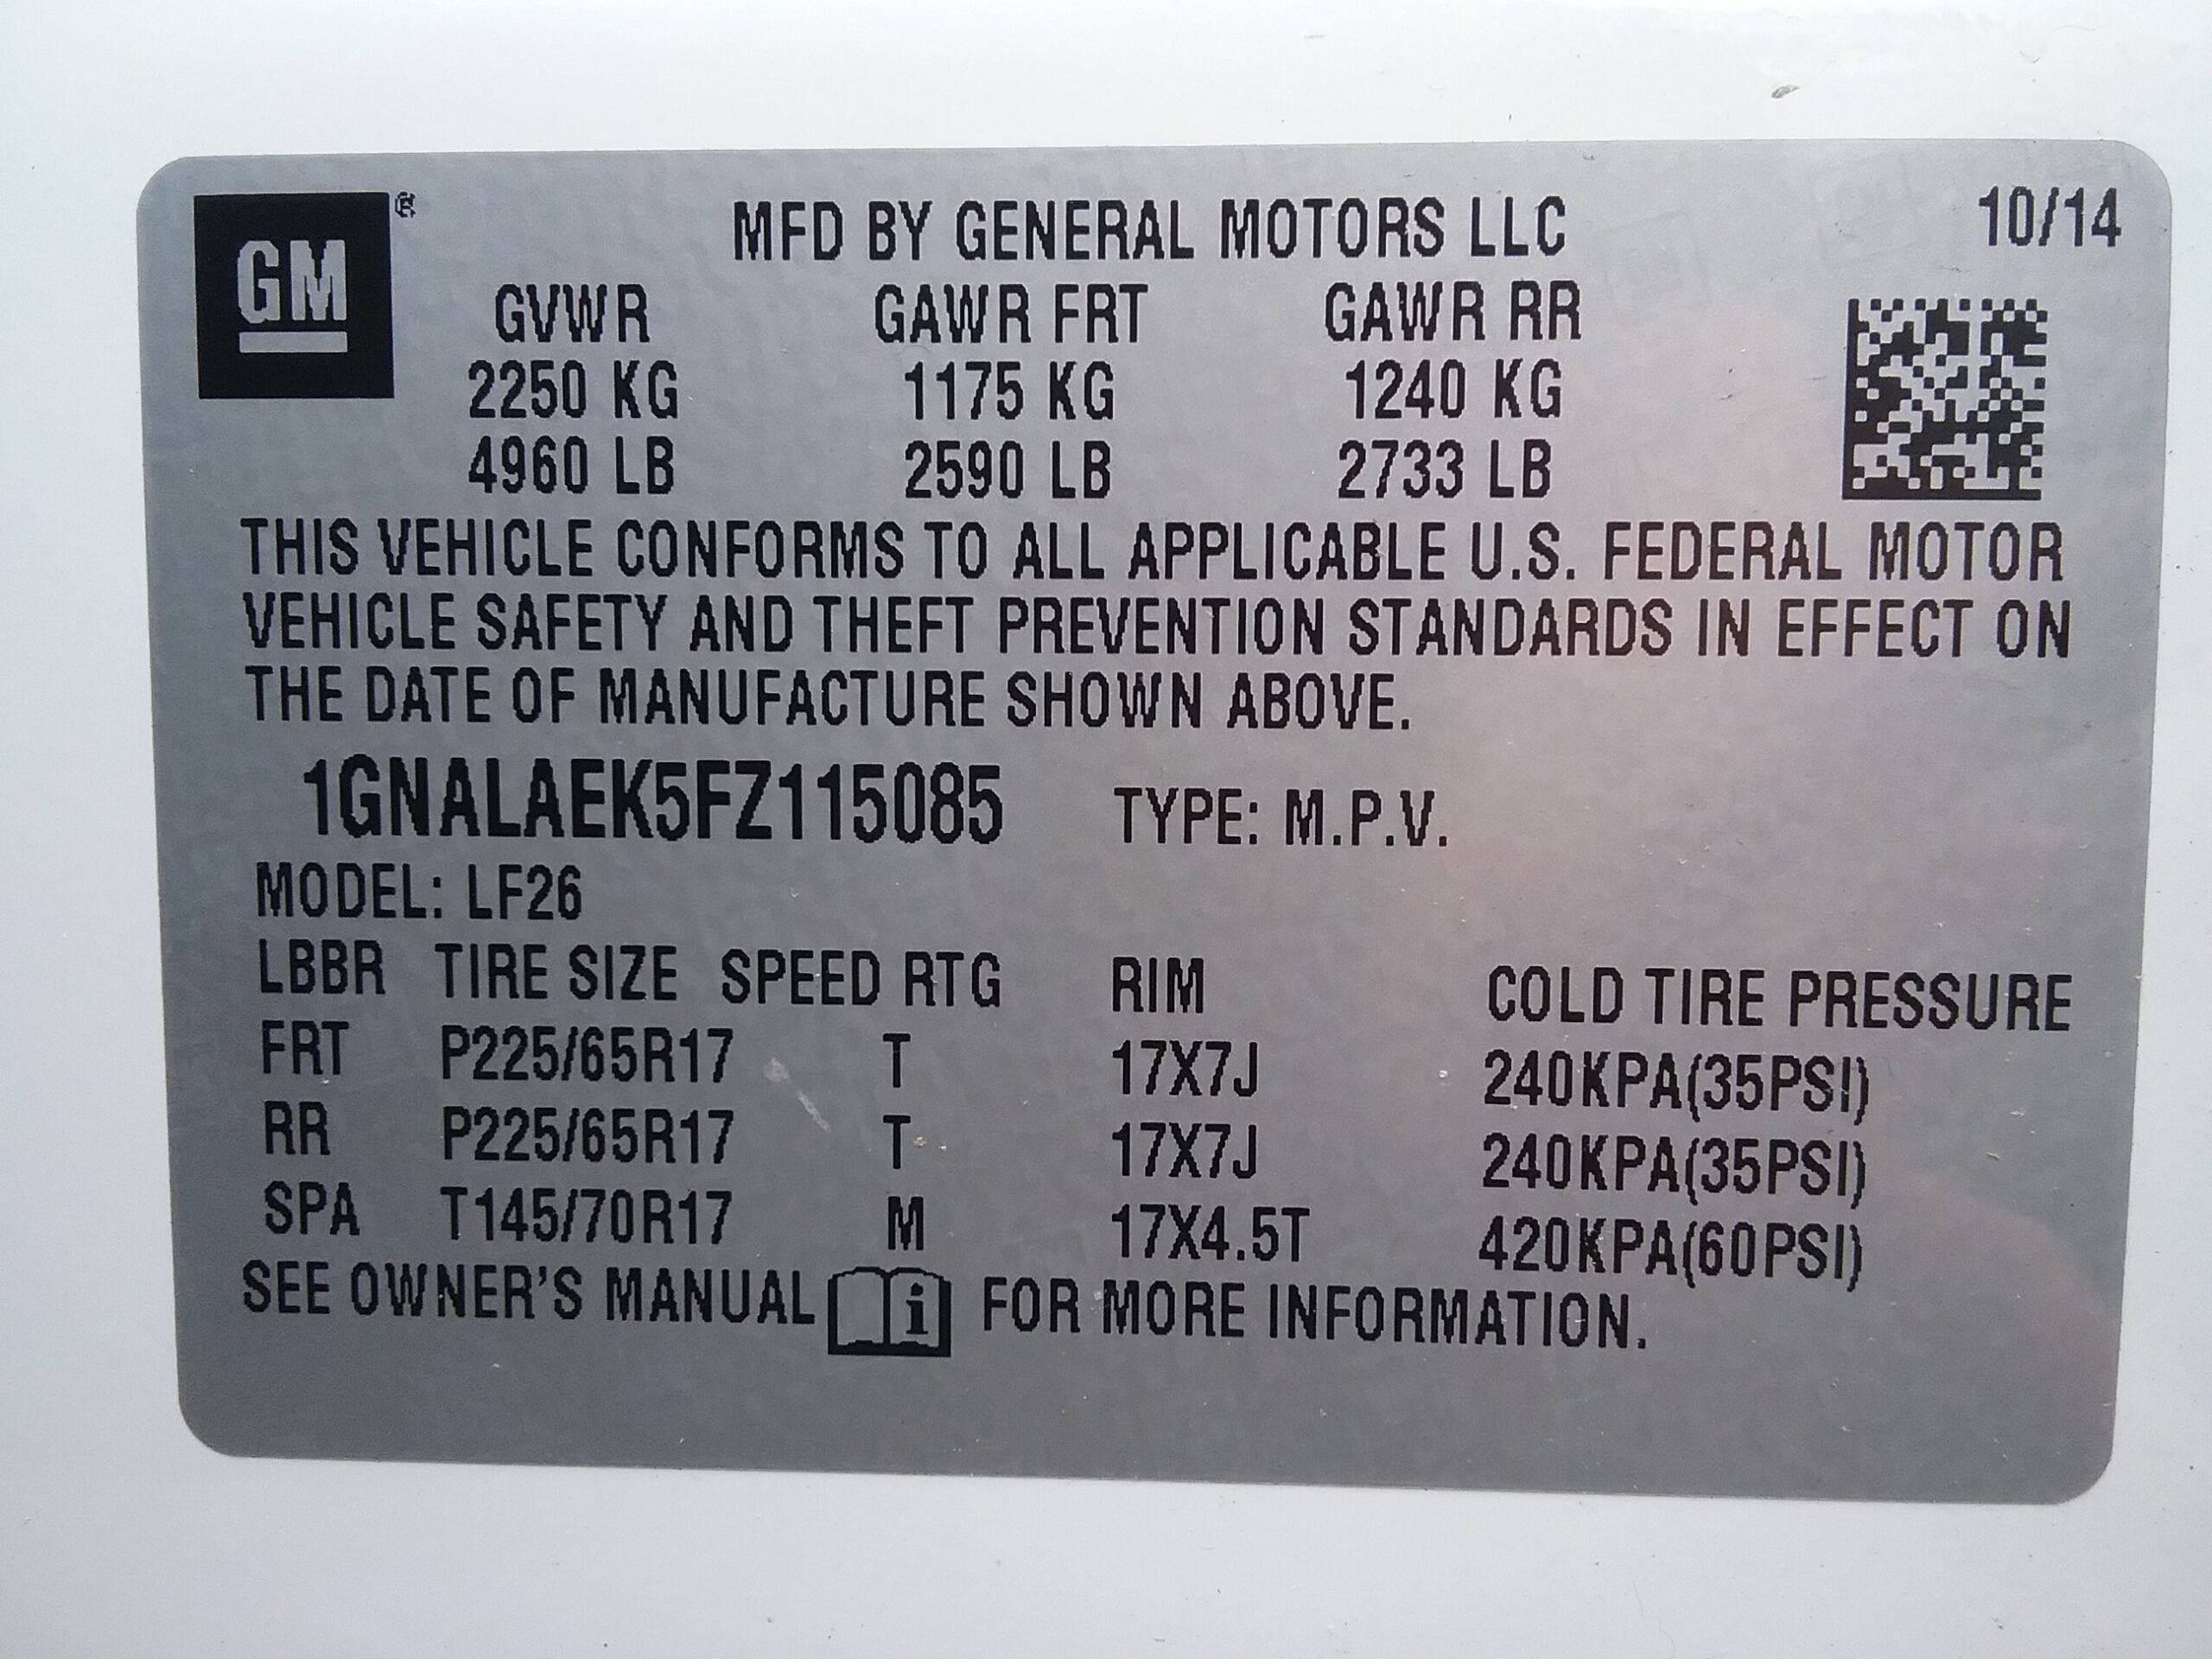 GM ®
MFD BY GENERAL MOTORS LLC 10/14
GVWR GAWR FRT GAWR RR
2250 KG 1175 KG 1240 KG
4960 LB 2590 LB 2733 LB
THIS VEHICLE CONFORMS TO ALL APPLICABLE U.S. FEDERAL MOTOR
VEHICLE SAFETY AND THEFT PREVENTION STANDARDS IN EFFECT ON
THE DATE OF MANUFACTURE SHOWN ABOVE.
1GNALAEK5FZ115085 TYPE: M.P.V.
MODEL: LF26
LBBR TIRE SIZE SPEED RTG RIM COLD TIRE PRESSURE
FRT P225/65R17 T 17X7J 240KPA(35PSI)
RR P225/65R17 T 17X7J 240KPA(35PSI)
SPA T145/70R17 M 17X4.5T 420KPA(60PSI)
SEE OWNER'S MANUAL i FOR MORE INFORMATION.